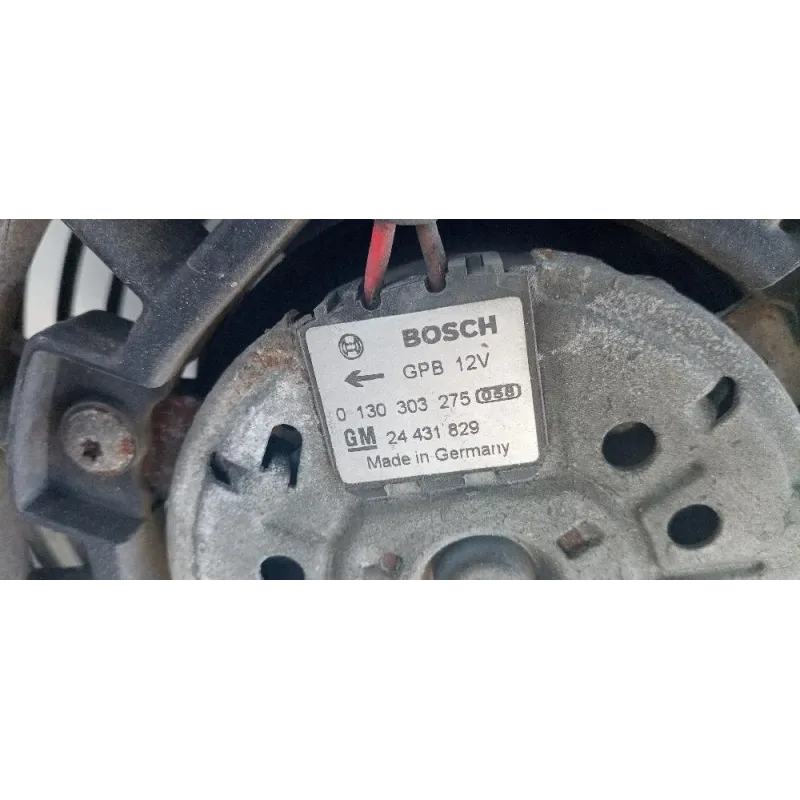 BOSCH
← GPB 12V
0 130 303 275 058
GM 24 431 829
Made in Germany